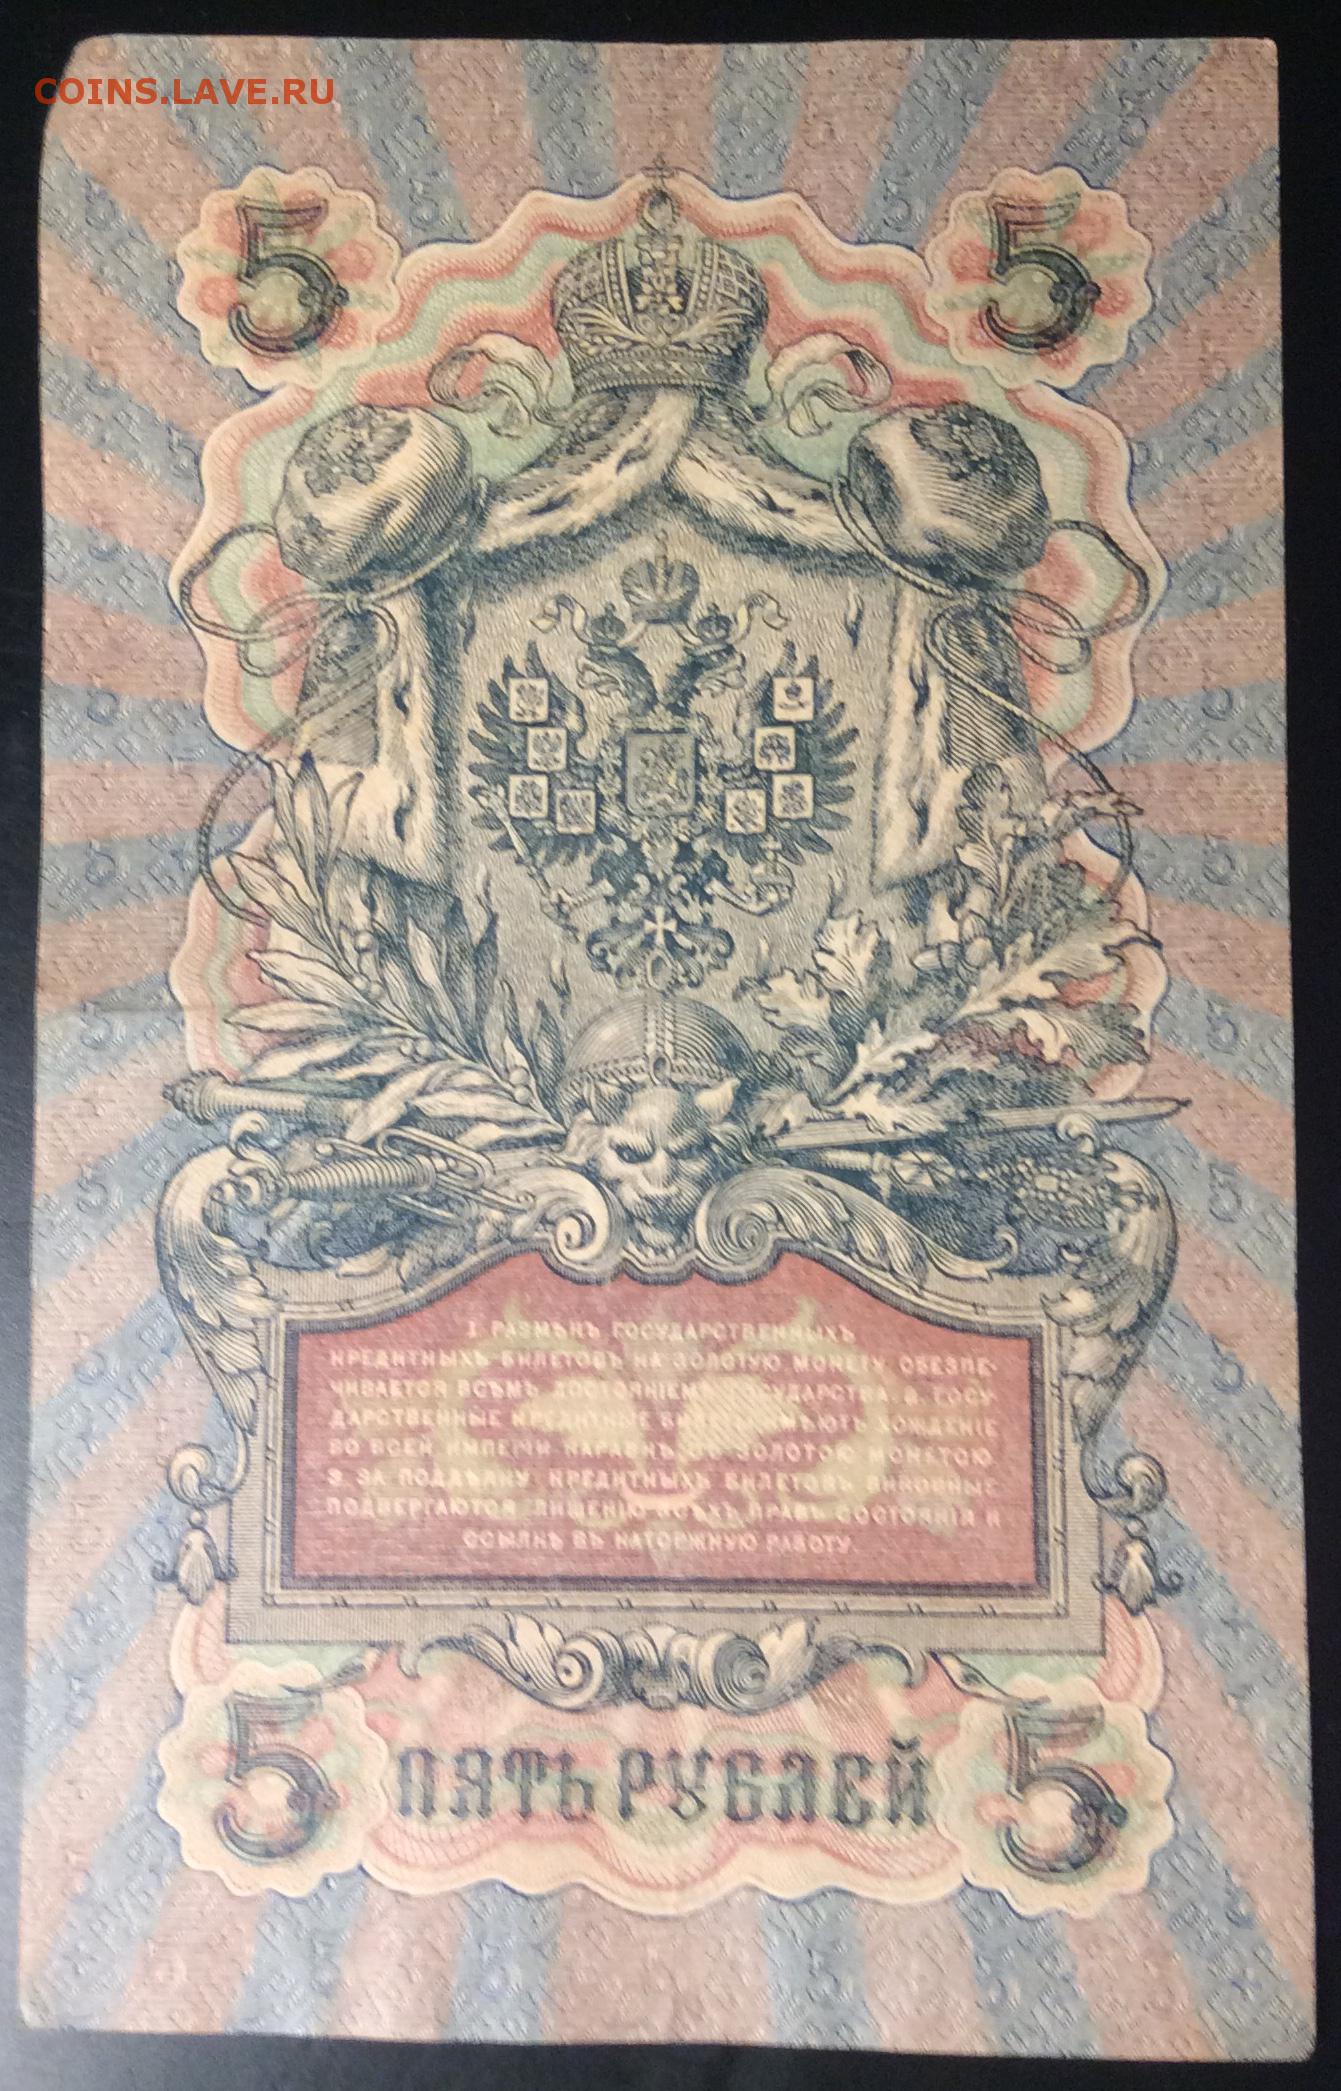 COINS.LAVE.RU
5 5
1. РАЗМѢНЪ ГОСУДАРСТВЕННЫХЪ
КРЕДИТНЫХЪ БИЛЕТОВЪ НА ЗОЛОТУЮ МОНЕТУ ОБЕЗПЕ-
ЧИВАЕТСЯ ВСѢМЪ ДОСТОЯНІЕМЪ ГОСУДАРСТВА. 2. ГОСУ-
ДАРСТВЕННЫЕ КРЕДИТНЫЕ БИЛЕТЫ ИМѢЮТЪ ХОЖДЕНІЕ
ВО ВСЕЙ ИМПЕРІИ НАРАВНѢ СЪ ЗОЛОТОЮ МОНЕТОЮ.
3. ЗА ПОДДѢЛКУ КРЕДИТНЫХЪ БИЛЕТОВЪ ВИНОВНЫЕ
ПОДВЕРГАЮТСЯ ЛИШЕНІЮ ВСѢХЪ ПРАВЪ СОСТОЯНІЯ И
ССЫЛКѢ ВЪ КАТОРЖНУЮ РАБОТУ.
5 ПЯТЬ РУБЛЕЙ 5